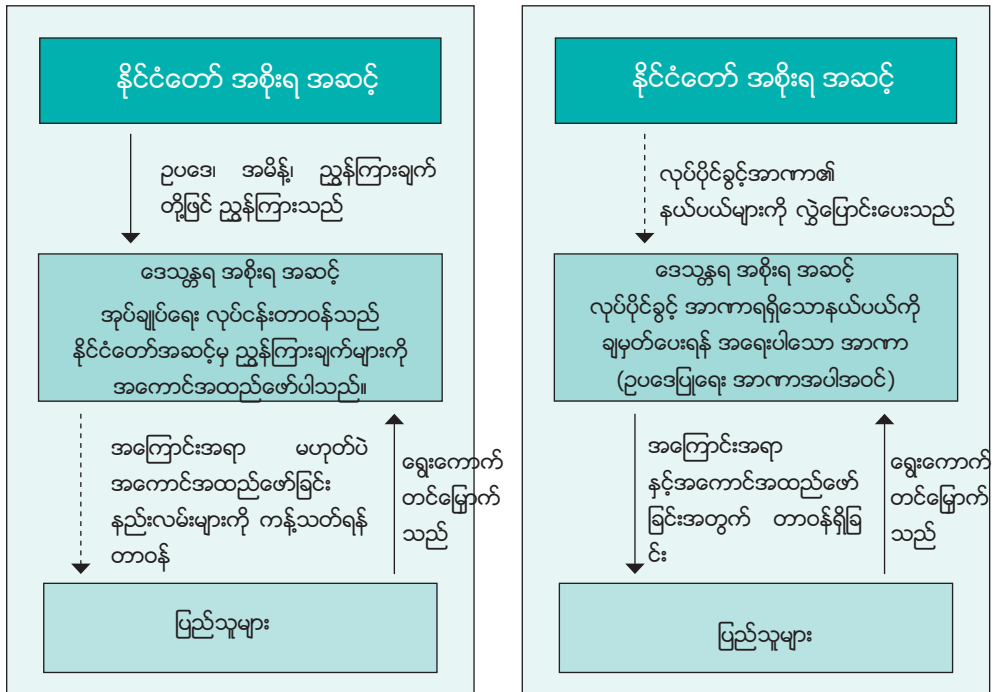 နိုင်ငံတော် အစိုးရ အဆင့်
ဥပဒေ၊ အမိန့်၊ ညွှန်ကြားချက်
တို့ဖြင့် ညွှန်ကြားသည်
ဒေသန္တရ အစိုးရ အဆင့်
အုပ်ချုပ်ရေး လုပ်ငန်းတာဝန်သည်
နိုင်ငံတော်အဆင့်မှ ညွှန်ကြားချက်များကို
အကောင်အထည်ဖော်ပါသည်။
အကြောင်းအရာ မဟုတ်ပဲ
အကောင်အထည်ဖော်ခြင်း
နည်းလမ်းများကို ကန့်သတ်ရန်
တာဝန်
ရွေးကောက်
တင်မြှောက်
သည်
ပြည်သူများ
နိုင်ငံတော် အစိုးရ အဆင့်
လုပ်ပိုင်ခွင့်အာဏာ၏
နယ်ပယ်များကို လွှဲပြောင်းပေးသည်
ဒေသန္တရ အစိုးရ အဆင့်
လုပ်ပိုင်ခွင့် အာဏာရရှိသောနယ်ပယ်ကို
ချမှတ်ပေးရန် အရေးပါသော အာဏာ
(ဥပဒေပြုရေး အာဏာအပါအဝင်)
အကြောင်းအရာ
နှင့်အကောင်အထည်ဖော်
ခြင်းအတွက် တာဝန်ရှိခြ
င်း
ရွေးကောက်
တင်မြှောက်
သည်
ပြည်သူများ